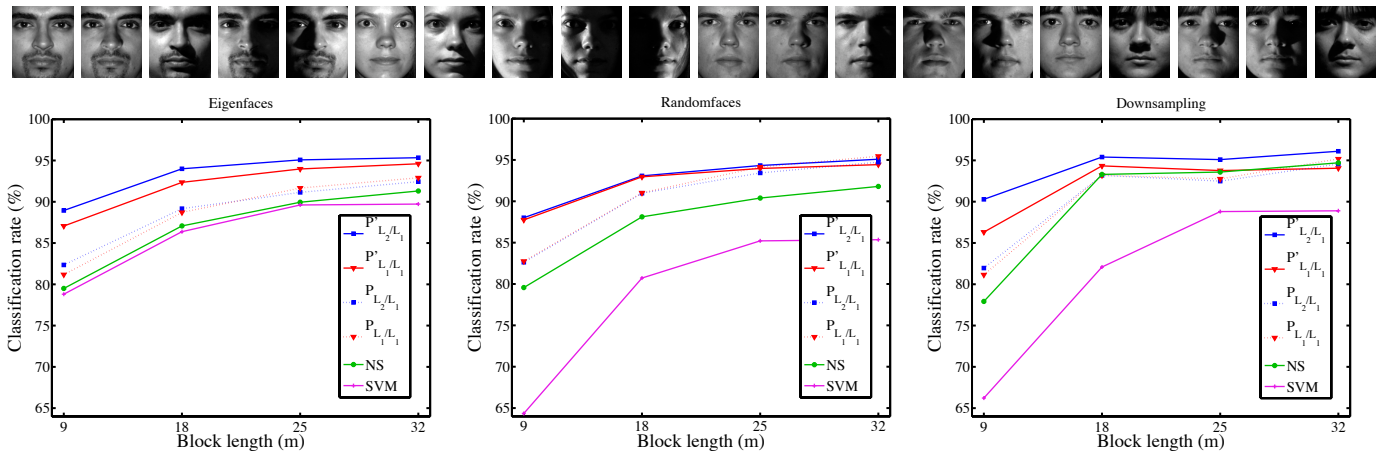 Eigenfaces
100
95
90
85
80
75
70
65
9
18
25
32
Classification rate (%)
Block length (m)
P'L2/L1
P'L1/L1
PL2/L1
PL1/L1
NS
SVM
Randomfaces
100
95
90
85
80
75
70
65
9
18
25
32
Classification rate (%)
Block length (m)
P'L2/L1
P'L1/L1
PL2/L1
PL1/L1
NS
SVM
Downsampling
100
95
90
85
80
75
70
65
9
18
25
32
Classification rate (%)
Block length (m)
P'L2/L1
P'L1/L1
PL2/L1
PL1/L1
NS
SVM